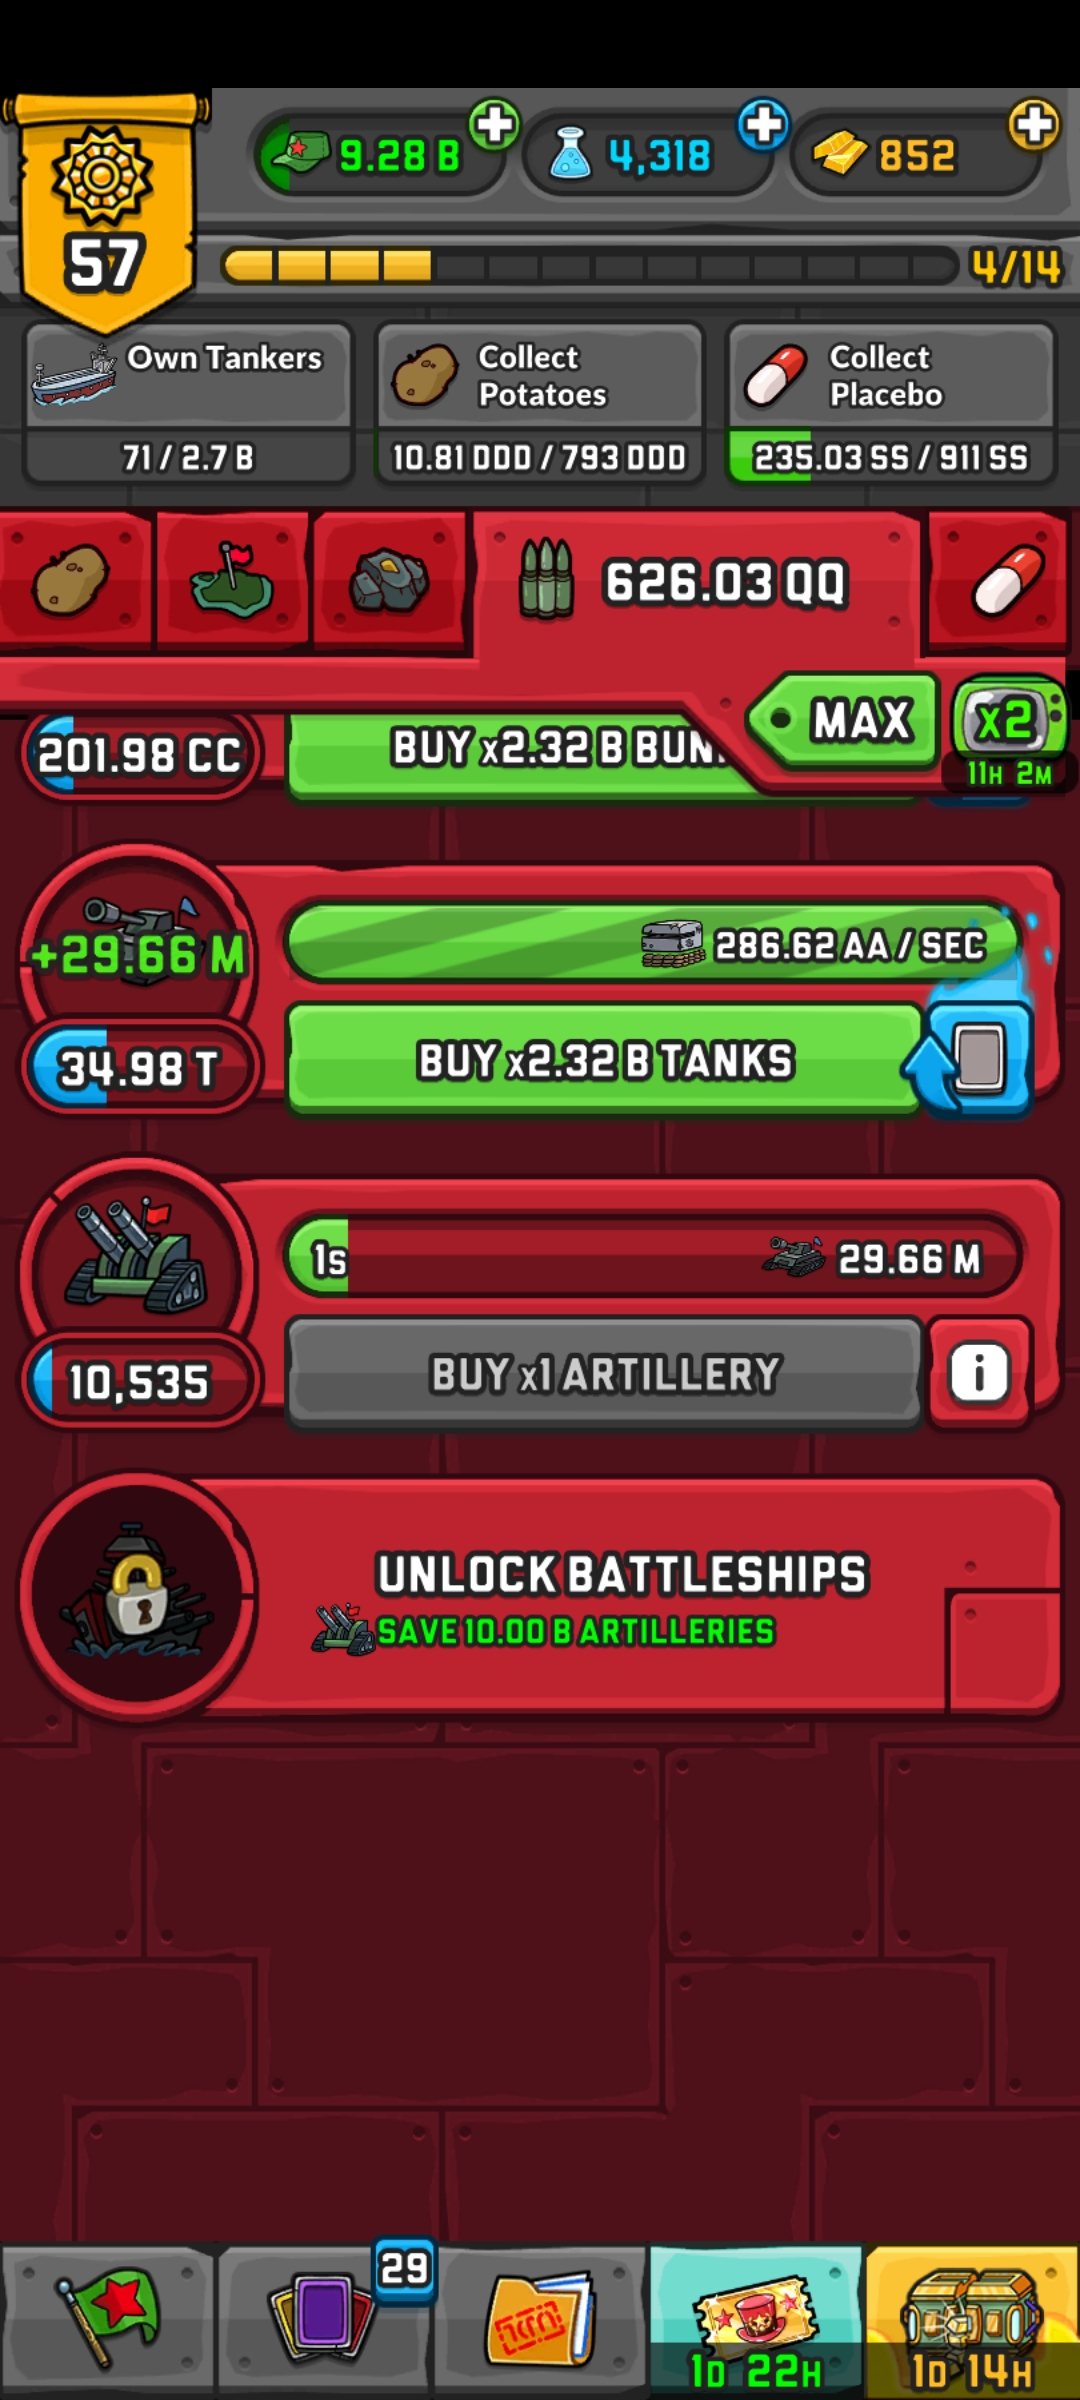 57
9.28 B
4,318
852
4/14
Own Tankers
71 / 2.7 B
Collect
Potatoes
10.81 DDD / 793 DDD
Collect
Placebo
235.03 SS / 911 SS
626.03 QQ
MAX
x2
11H 2M
201.98 CC
BUY x2.32 B BUN
+29.66 M
286.62 AA / SEC
34.98 T
BUY x2.32 B TANKS
1s
29.66 M
10,535
BUY x1 ARTILLERY
i
UNLOCK BATTLESHIPS
SAVE 10.00 B ARTILLERIES
29
1D 22H
1D 14H